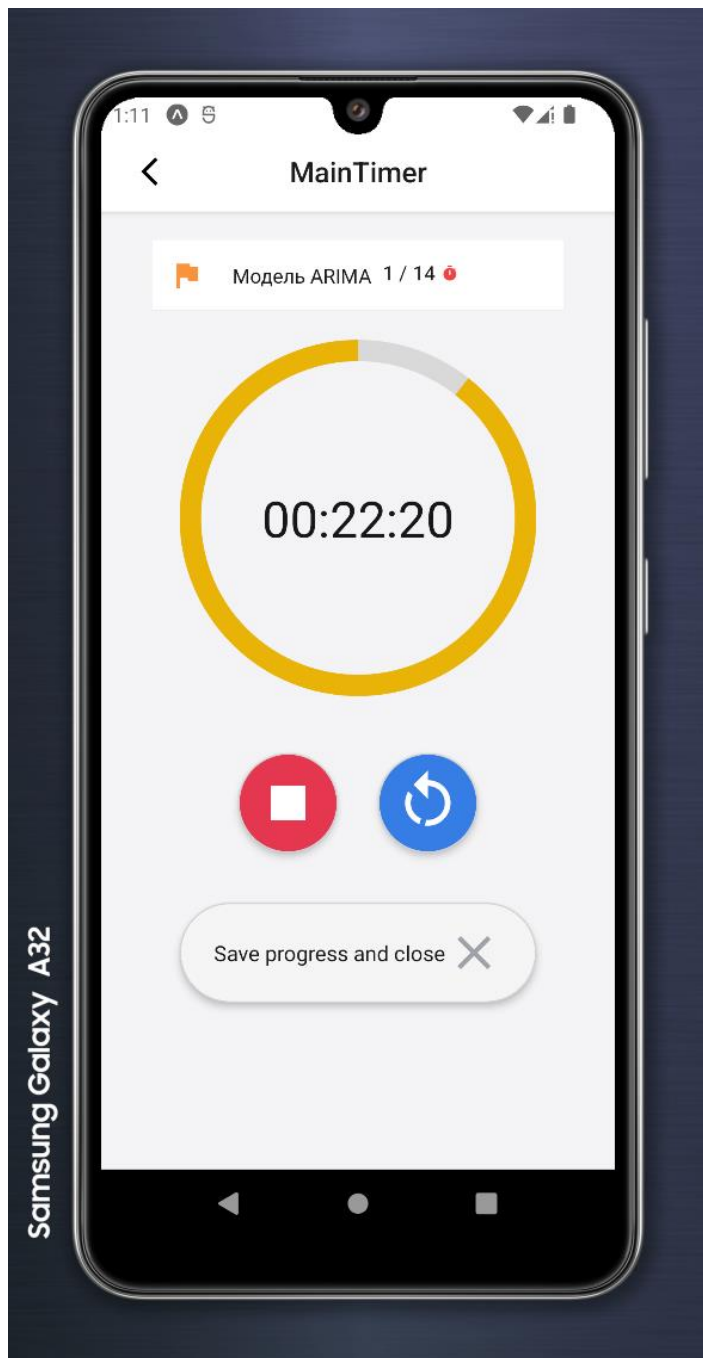 1:11
MainTimer
Модель ARIMA 1 / 14
00:22:20
Save progress and close
Samsung Galaxy A32